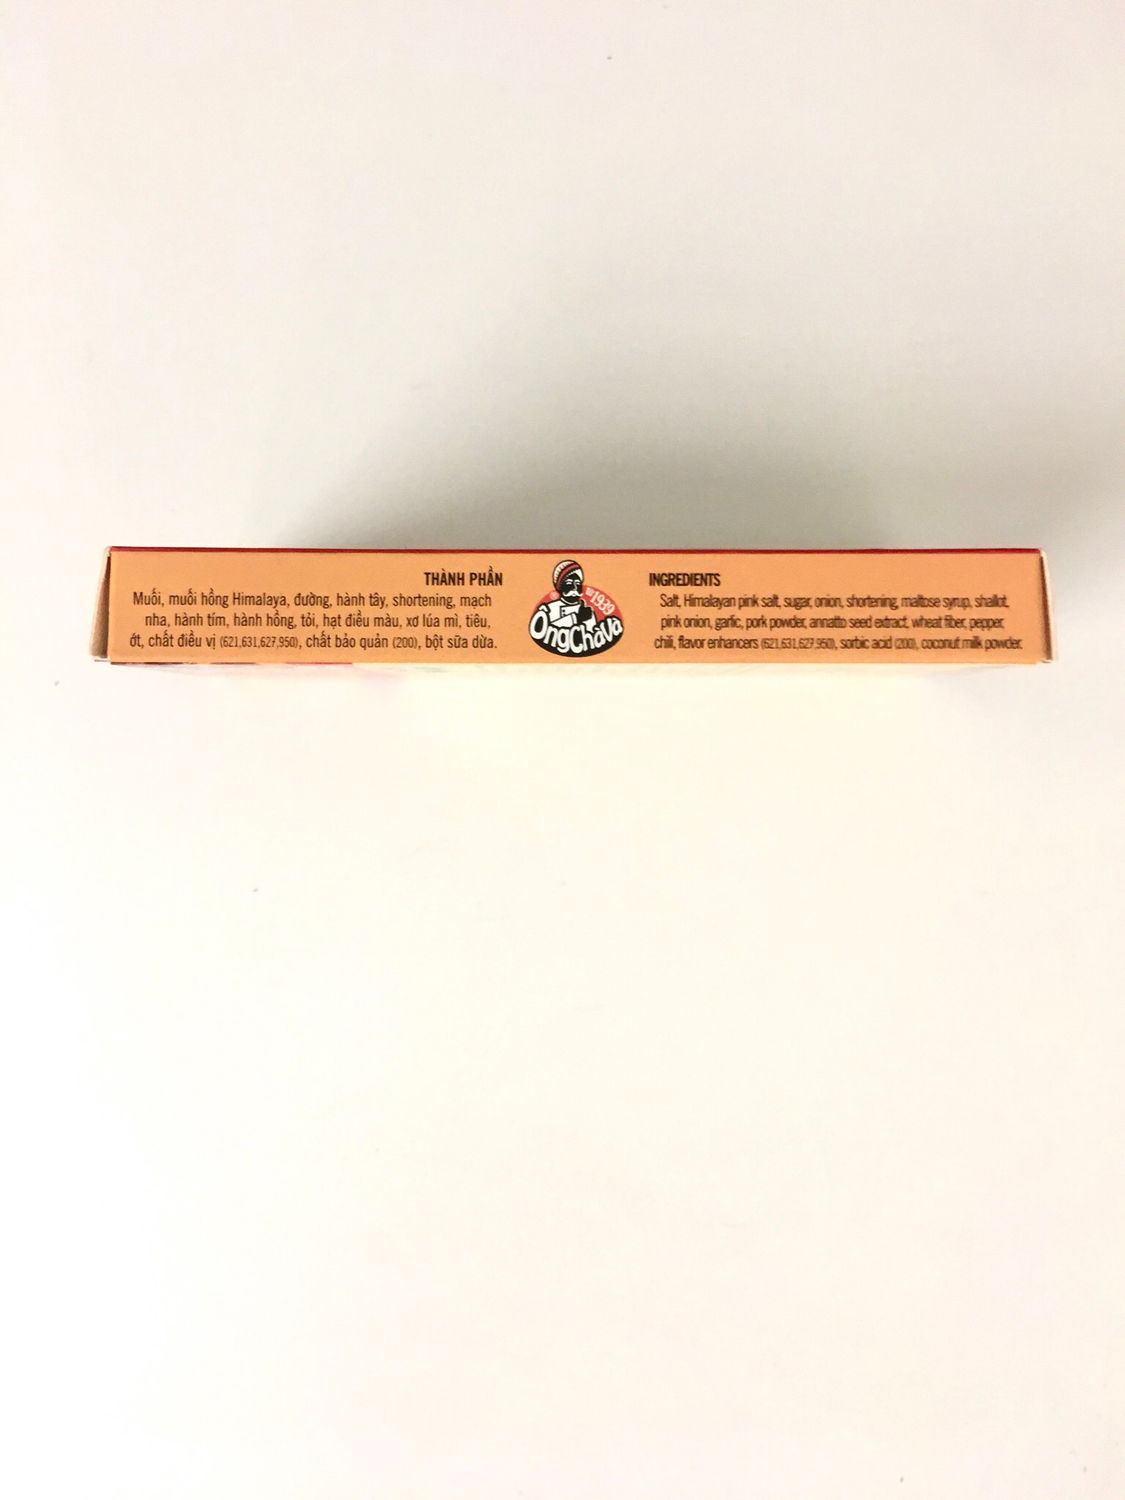 THÀNH PHẦN
Muối, muối hồng Himalaya, đường, hành tây, shortening, mạch
nha, hành tím, hành hồng, tỏi, hạt điều màu, xơ lúa mì, tiêu,
ớt, chất điều vị (621,631,627,950), chất bảo quản (200), bột sữa dừa.
1939
ÔngChàVà
INGREDIENTS
Salt, Himalayan pink salt, sugar, onion, shortening, maltose syrup, shallot,
pink onion, garlic, pork powder, annatto seed extract, wheat fiber, pepper,
chili, flavor enhancers (621,631,627,950), sorbic acid (200), coconut milk powder.